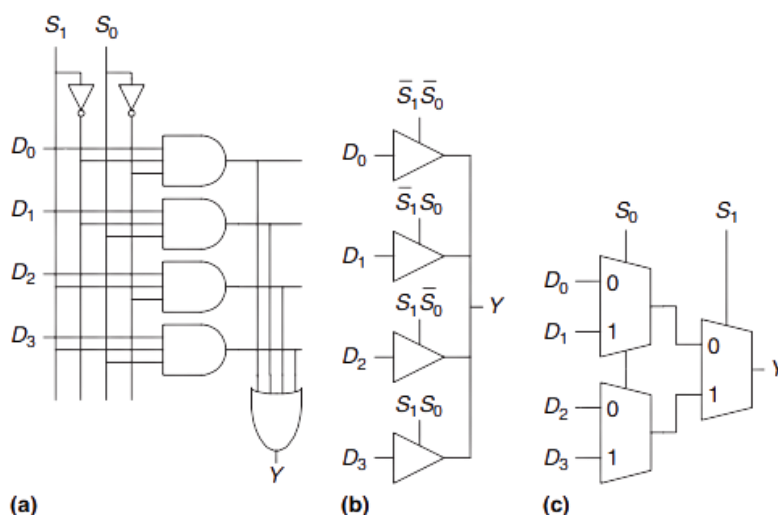 S₁ S₀
D₀
D₁
D₂
D₃
Y
(a)
S̅₁S̅₀
D₀
S̅₁S₀
D₁
Y
S₁S̅₀
D₂
S₁S₀
D₃
(b)
S₀ S₁
D₀ 0
D₁ 1
0
Y
1
D₂ 0
D₃ 1
(c)